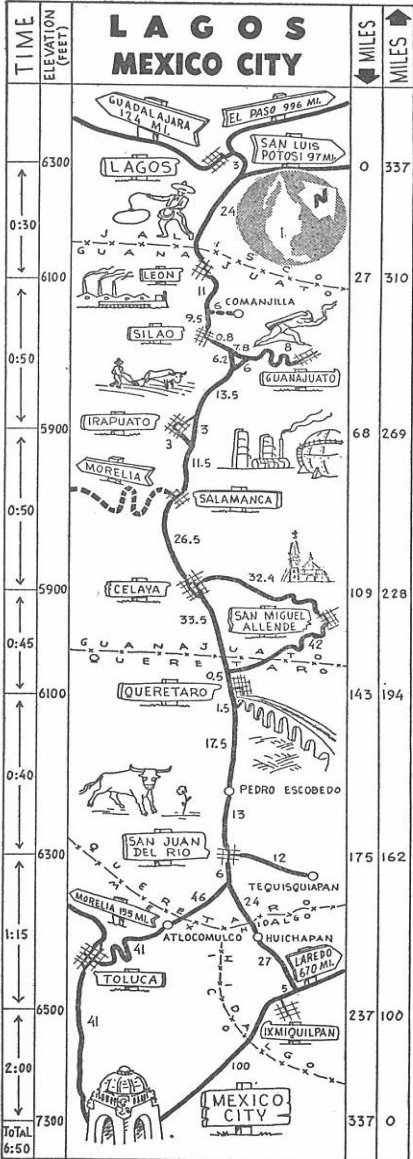 TIME
ELEVATION
(FEET)
LAGOS
MEXICO CITY
MILES
MILES
GUADALAJARA
124 MI.
EL PASO 996 MI.
SAN LUIS
POTOSI 97 MI.
6300
LAGOS
3
0
337
N
24
0:30
JALISCO
GUANAJUATO
6100
LEON
27
310
11
6
COMANJILLA
9.5
SILAO
0.8
7.8
8
6.2
6
GUANAJUATO
0:50
13.5
5900
IRAPUATO
3
3
68
269
11.5
MORELIA
SALAMANCA
0:50
26.5
5900
CELAYA
32.4
109
228
33.5
SAN MIGUEL
ALLENDE
42
0:45
GUANAJUATO
QUERETARO
0.5
6100
QUERETARO
143
194
1.5
17.5
0:40
PEDRO ESCOBEDO
13
SAN JUAN
DEL RIO
6300
12
175
162
6
TEQUISQUIAPAN
QUERETARO
HIDALGO
MORELIA 155 MI.
46
24
ATLOCOMULCO
HUICHAPAN
1:15
41
27
LAREDO
670 MI.
TOLUCA
5
6500
HIDALGO
237
100
41
IXMIQUILPAN
2:00
100
MEXICO
CITY
7300
337
0
TOTAL
6:50